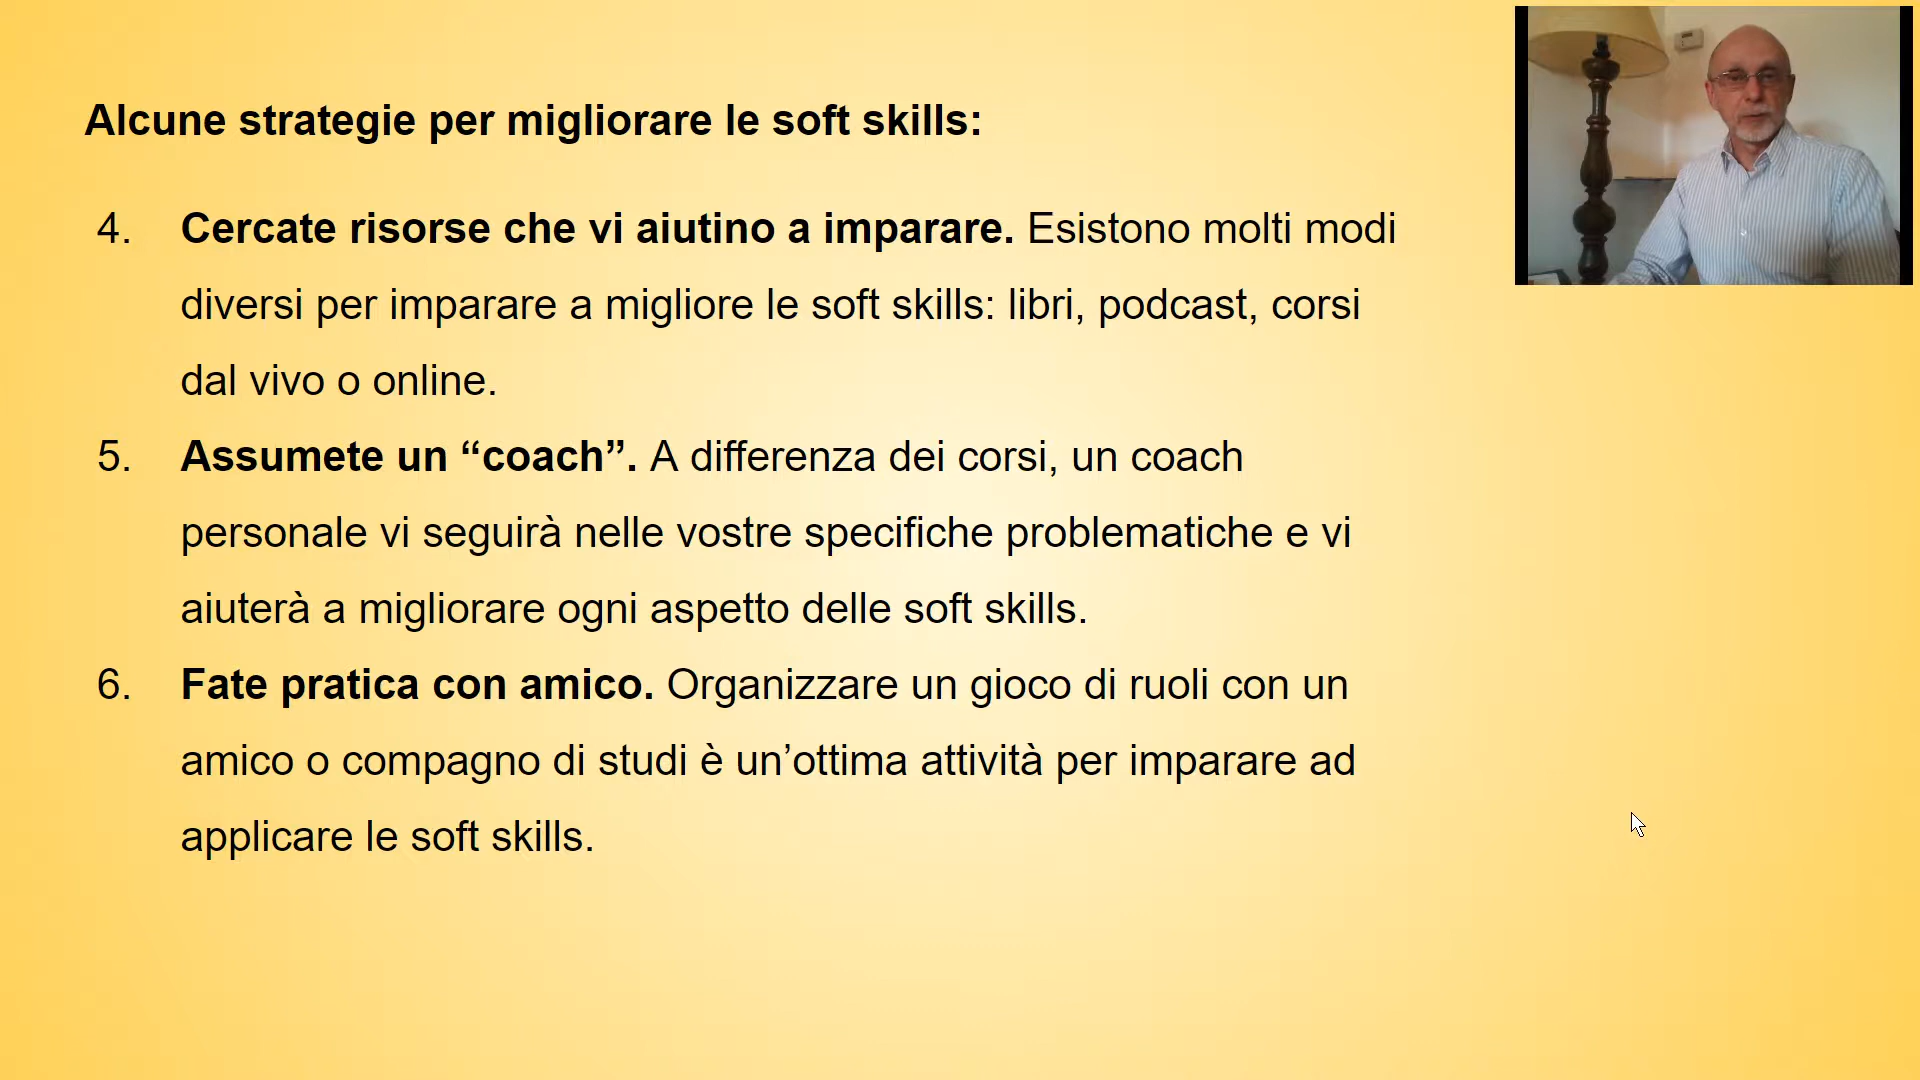 Alcune strategie per migliorare le soft skills:
4. Cercate risorse che vi aiutino a imparare. Esistono molti modi
diversi per imparare a migliore le soft skills: libri, podcast, corsi
dal vivo o online.
5. Assumete un “coach”. A differenza dei corsi, un coach
personale vi seguirà nelle vostre specifiche problematiche e vi
aiuterà a migliorare ogni aspetto delle soft skills.
6. Fate pratica con amico. Organizzare un gioco di ruoli con un
amico o compagno di studi è un’ottima attività per imparare ad
applicare le soft skills.